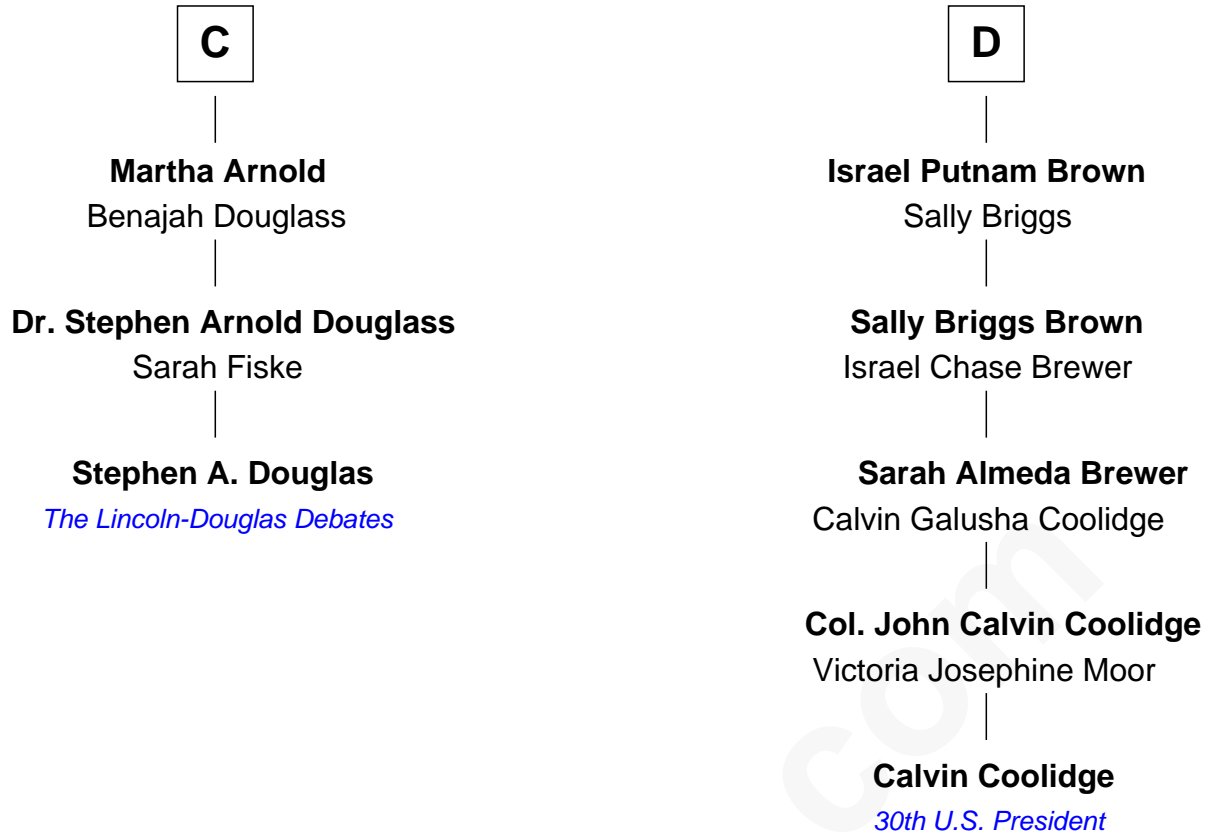 C
Martha Arnold
Benajah Douglass
Dr. Stephen Arnold Douglass
Sarah Fiske
Stephen A. Douglas
The Lincoln-Douglas Debates
D
Israel Putnam Brown
Sally Briggs
Sally Briggs Brown
Israel Chase Brewer
Sarah Almeda Brewer
Calvin Galusha Coolidge
Col. John Calvin Coolidge
Victoria Josephine Moor
Calvin Coolidge
30th U.S. President
com